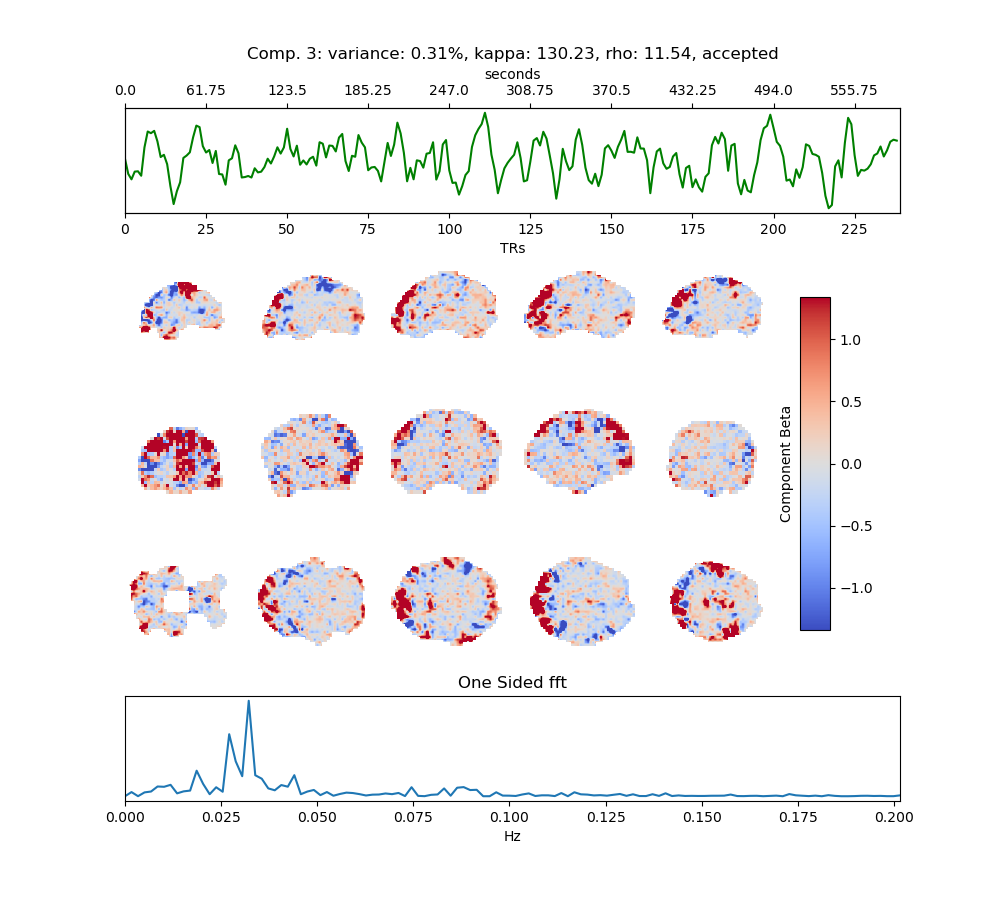 Comp. 3: variance: 0.31%, kappa: 130.23, rho: 11.54, accepted
seconds
0.0 61.75 123.5 185.25 247.0 308.75 370.5 432.25 494.0 555.75
0 25 50 75 100 125 150 175 200 225
TRs
1.0
0.5
0.0
−0.5
−1.0
Component Beta
One Sided fft
0.000 0.025 0.050 0.075 0.100 0.125 0.150 0.175 0.200
Hz